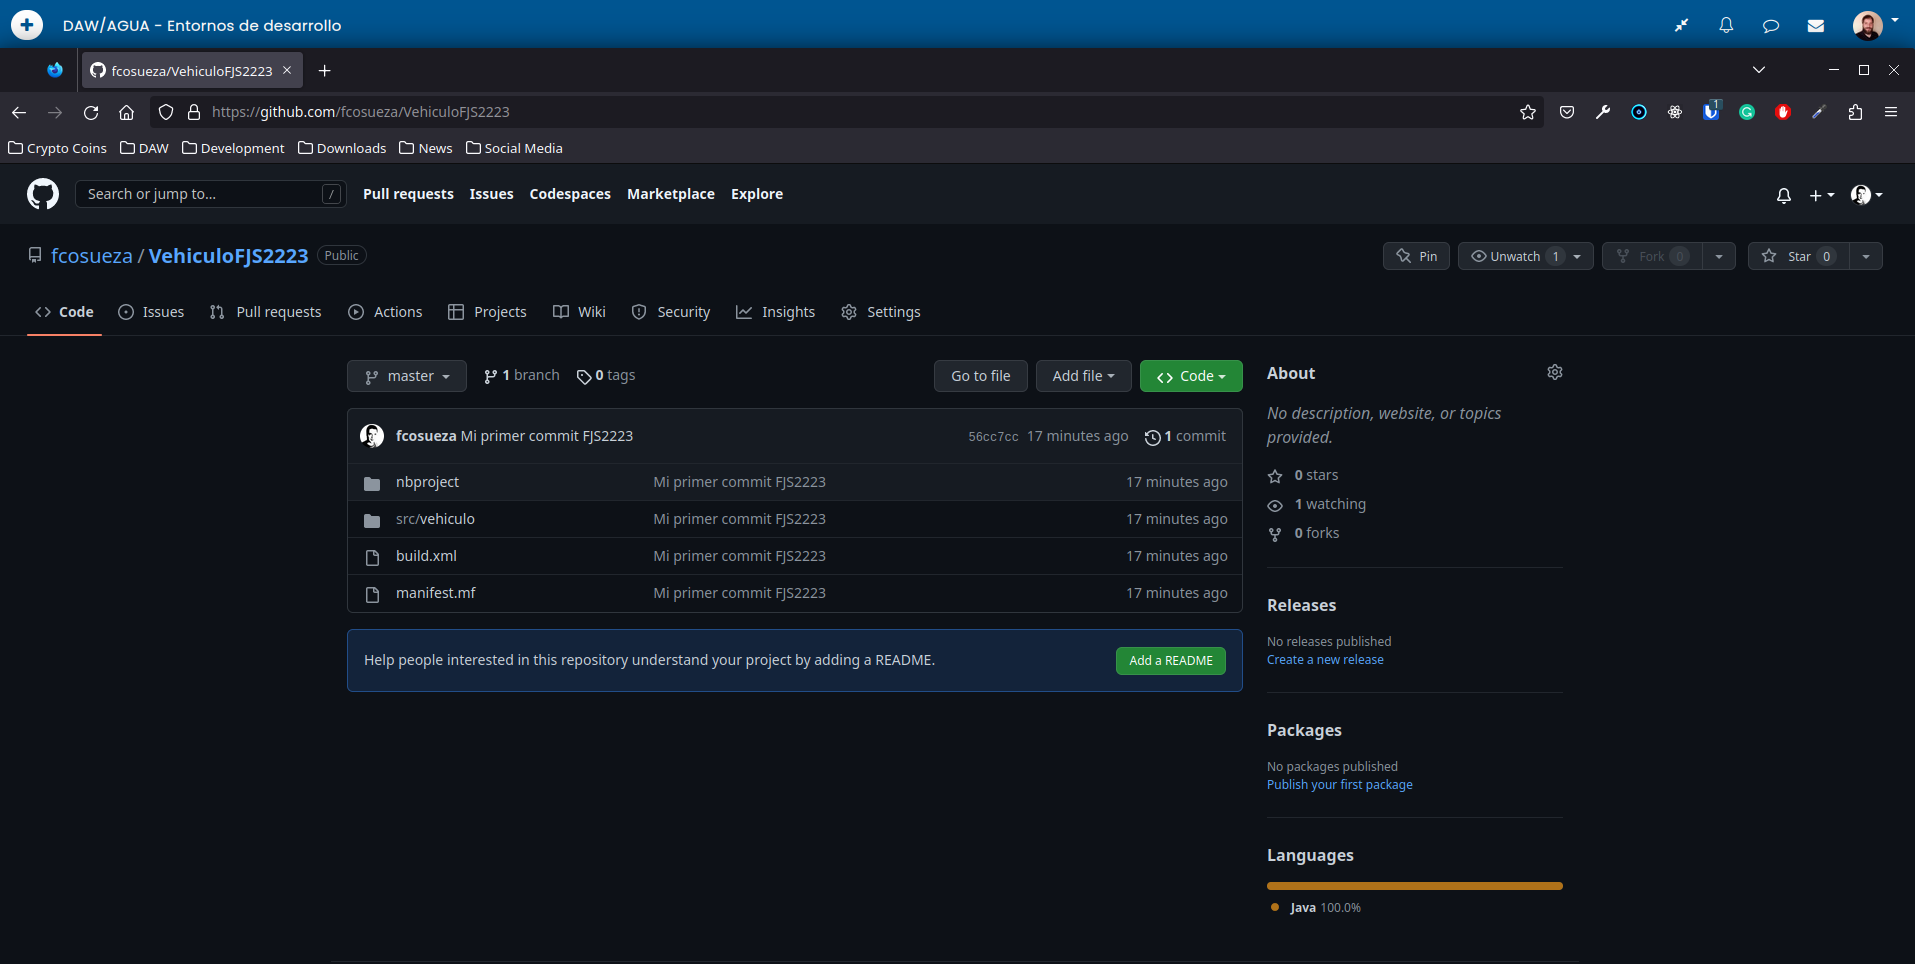 DAW/AGUA - Entornos de desarrollo
fcosueza/VehiculoFJS2223
https://github.com/fcosueza/VehiculoFJS2223
1
Crypto Coins DAW Development Downloads News Social Media
Search or jump to... / Pull requests Issues Codespaces Marketplace Explore
fcosueza / VehiculoFJS2223 Public Pin Unwatch 1 Fork 0 Star 0
Code Issues Pull requests Actions Projects Wiki Security Insights Settings
master 1 branch 0 tags Go to file Add file Code
fcosueza Mi primer commit FJS2223 56cc7cc 17 minutes ago 1 commit
nbproject Mi primer commit FJS2223 17 minutes ago
src/vehiculo Mi primer commit FJS2223 17 minutes ago
build.xml Mi primer commit FJS2223 17 minutes ago
manifest.mf Mi primer commit FJS2223 17 minutes ago
Help people interested in this repository understand your project by adding a README. Add a README
About
No description, website, or topics
provided.
0 stars
1 watching
0 forks
Releases
No releases published
Create a new release
Packages
No packages published
Publish your first package
Languages
Java 100.0%